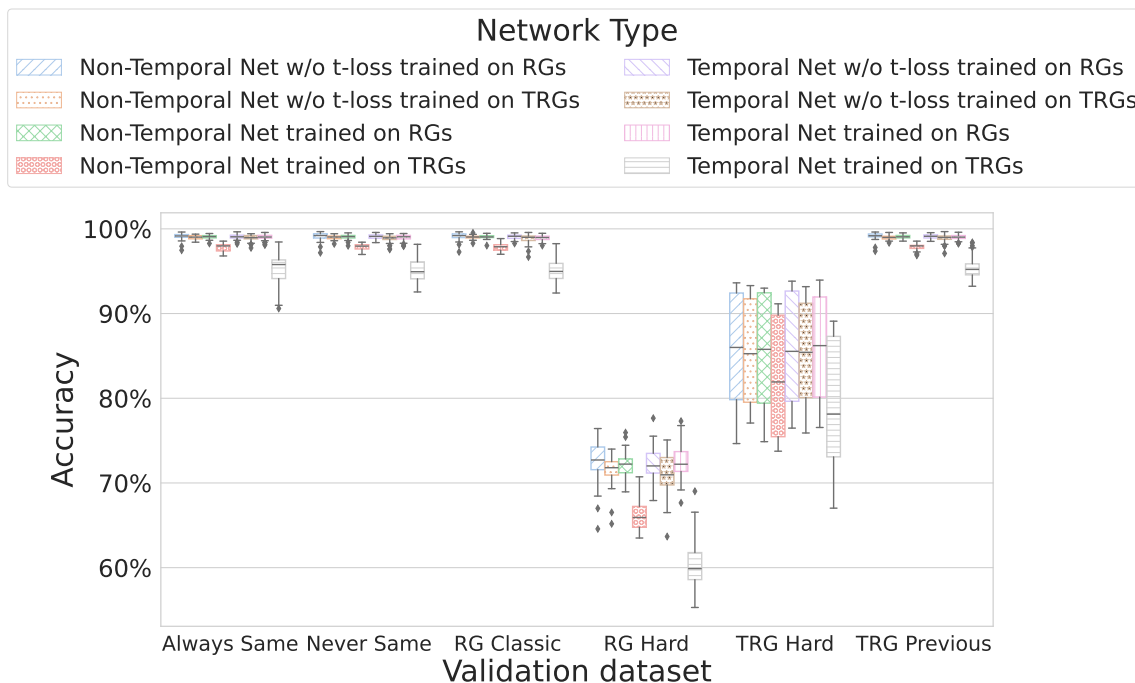 Network Type
Non-Temporal Net w/o t-loss trained on RGs
Non-Temporal Net w/o t-loss trained on TRGs
Non-Temporal Net trained on RGs
Non-Temporal Net trained on TRGs
Temporal Net w/o t-loss trained on RGs
Temporal Net w/o t-loss trained on TRGs
Temporal Net trained on RGs
Temporal Net trained on TRGs
Accuracy
100%
90%
80%
70%
60%
Always Same Never Same RG Classic RG Hard TRG Hard TRG Previous
Validation dataset